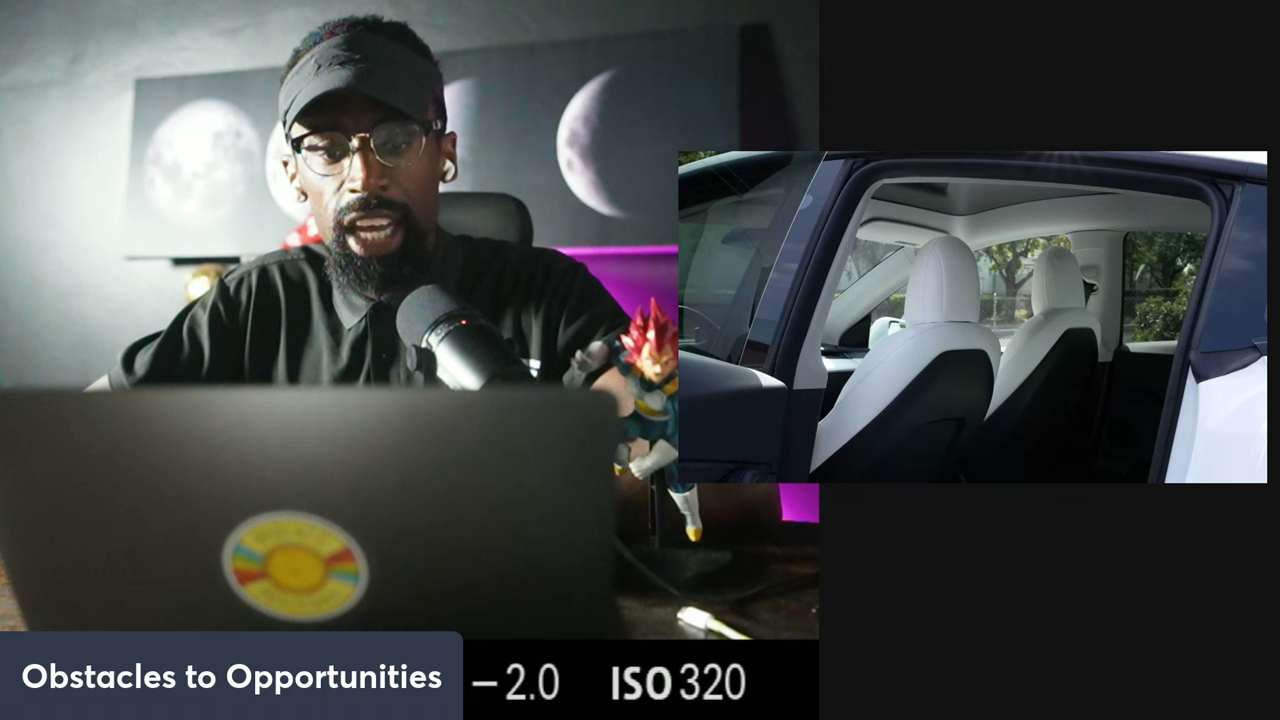 Obstacles to Opportunities
– 2.0 ISO 320